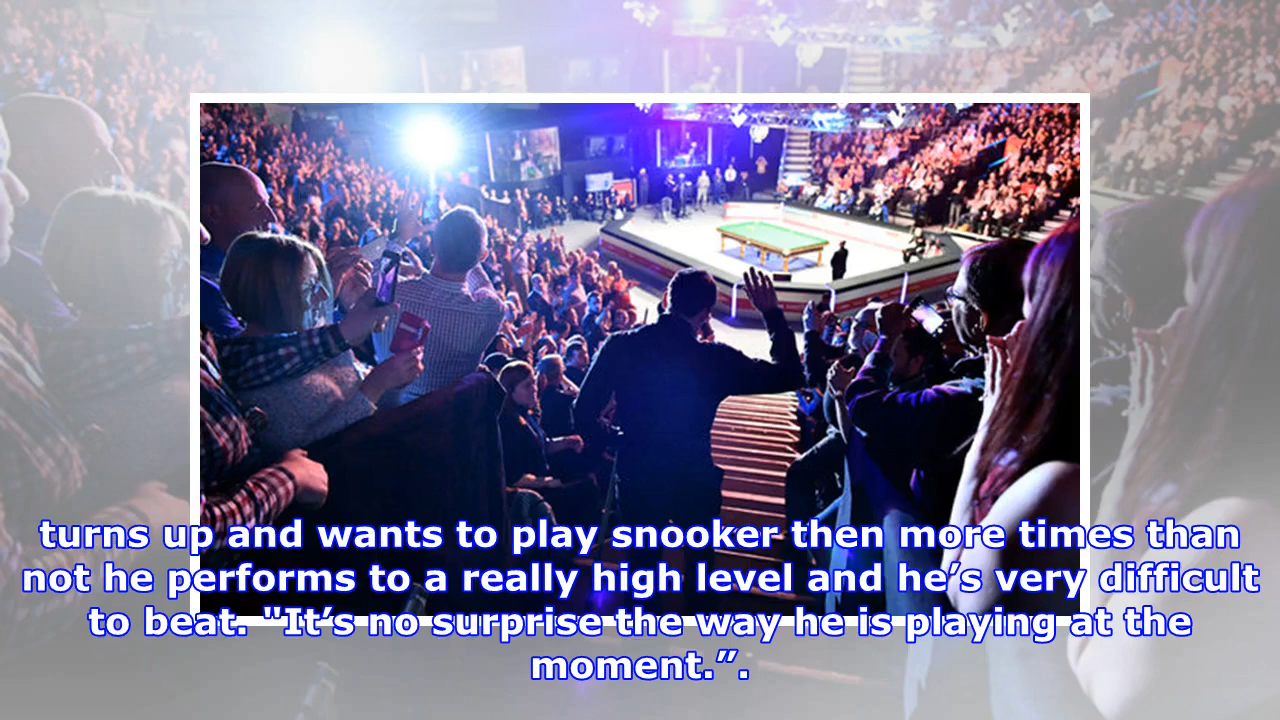 turns up and wants to play snooker then more times than
not he performs to a really high level and he’s very difficult
to beat. "It’s no surprise the way he is playing at the
moment.”.